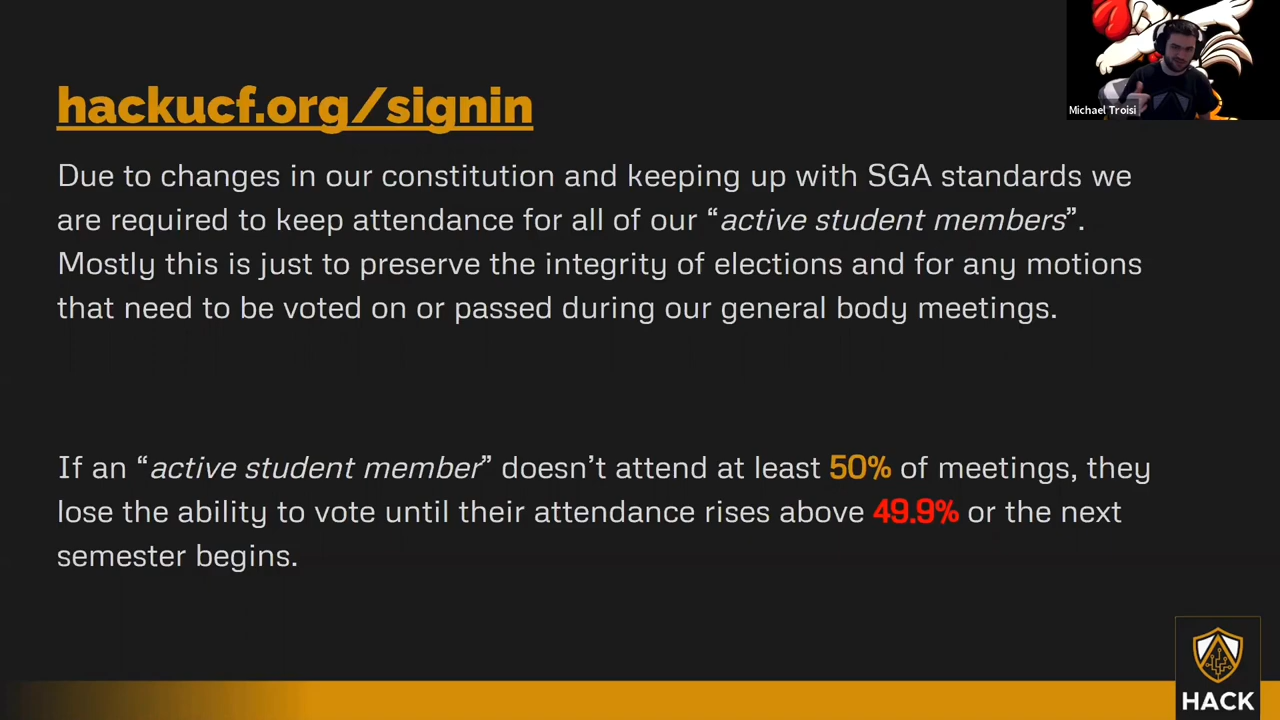 Michael Troisi
hackucf.org/signin
Due to changes in our constitution and keeping up with SGA standards we
are required to keep attendance for all of our “active student members”.
Mostly this is just to preserve the integrity of elections and for any motions
that need to be voted on or passed during our general body meetings.
If an “active student member” doesn’t attend at least 50% of meetings, they
lose the ability to vote until their attendance rises above 49.9% or the next
semester begins.
HACK